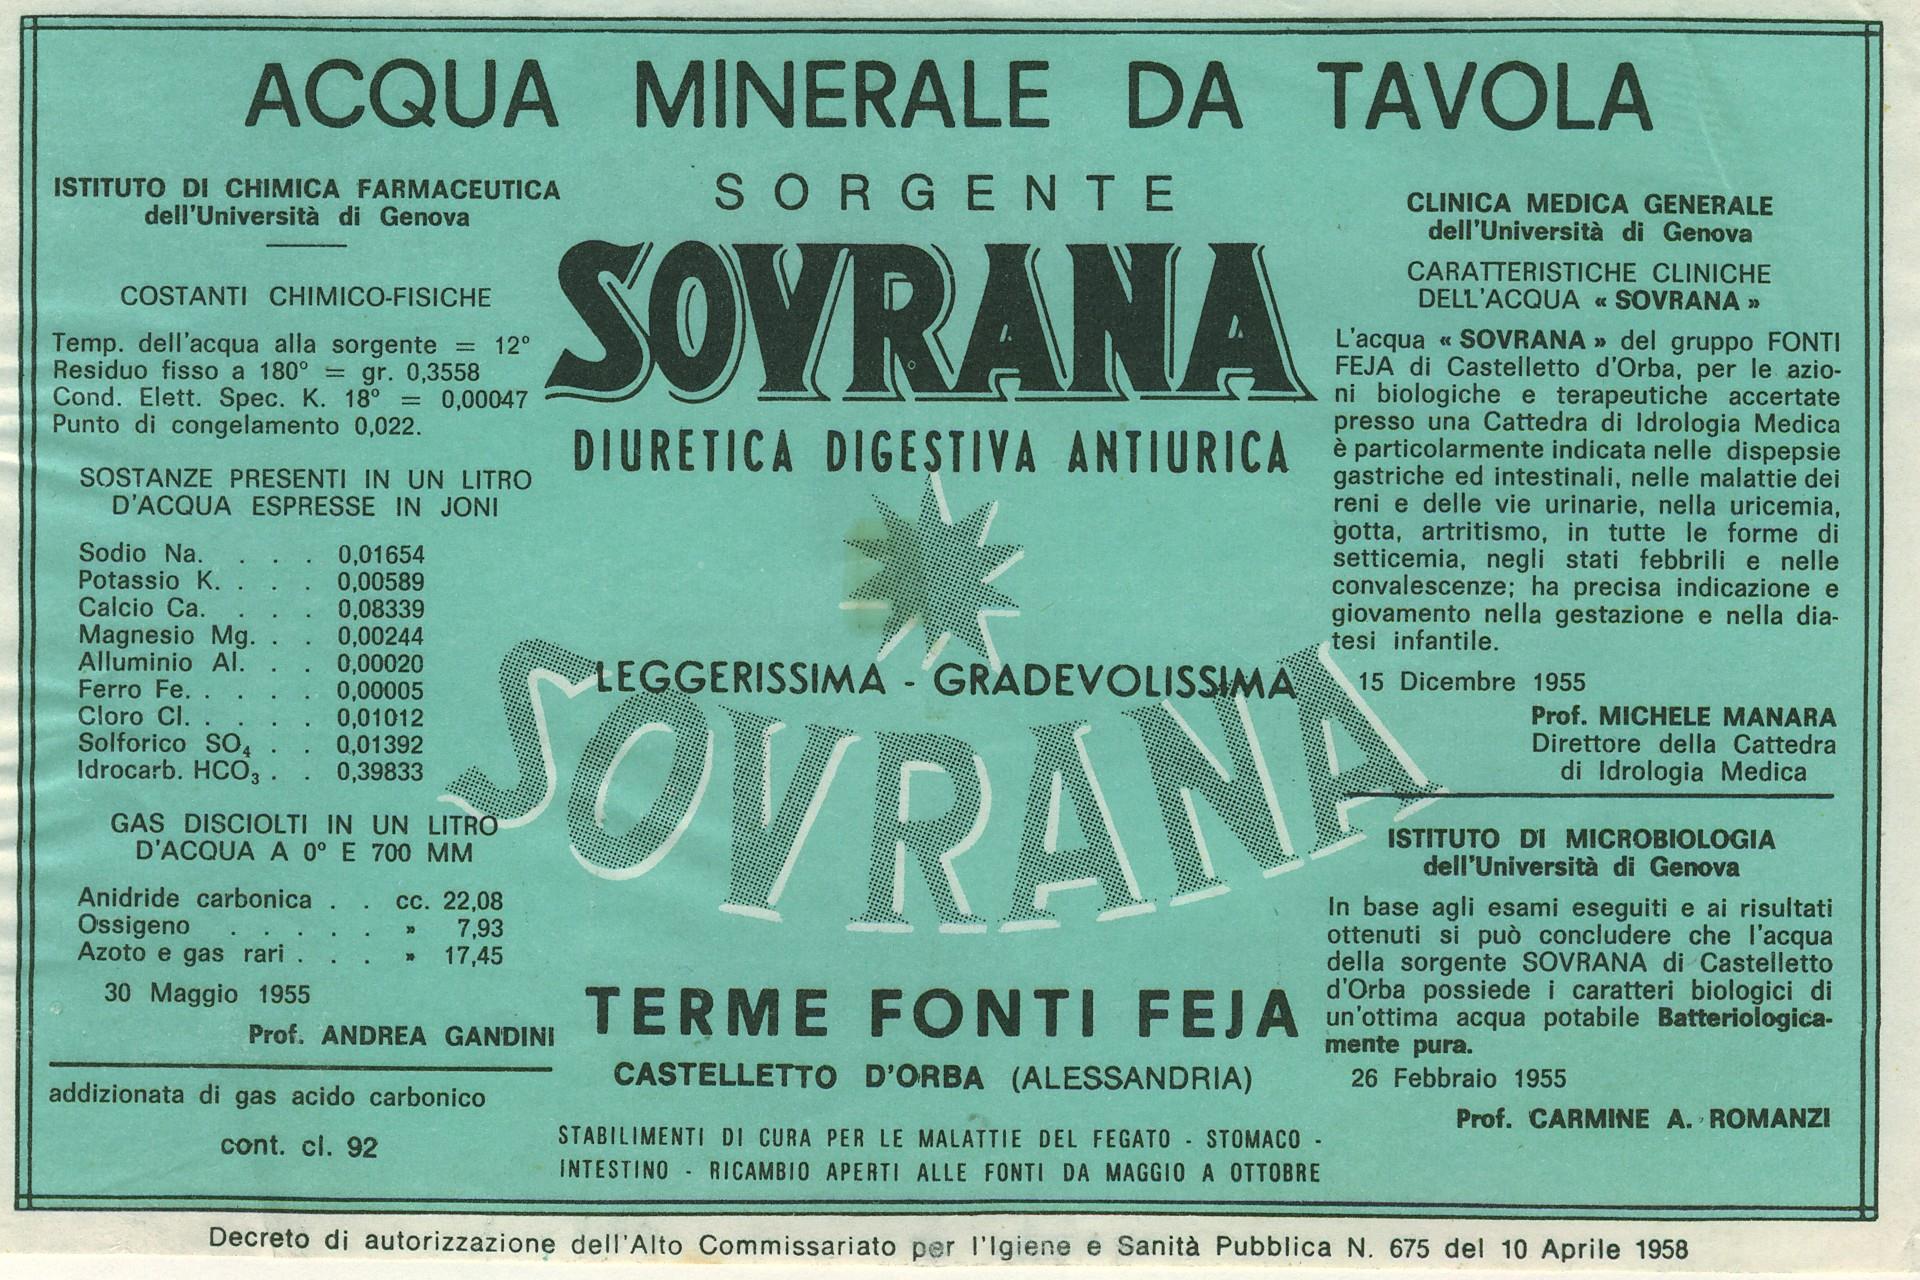 ACQUA MINERALE DA TAVOLA
ISTITUTO DI CHIMICA FARMACEUTICA
dell'Università di Genova
COSTANTI CHIMICO-FISICHE
Temp. dell'acqua alla sorgente = 12°
Residuo fisso a 180° = gr. 0,3558
Cond. Elett. Spec. K. 18° = 0,00047
Punto di congelamento 0,022.
SOSTANZE PRESENTI IN UN LITRO
D'ACQUA ESPRESSE IN JONI
Sodio Na. . . . 0,01654
Potassio K. . . . 0,00589
Calcio Ca. . . . 0,08339
Magnesio Mg. . . 0,00244
Alluminio Al. . . 0,00020
Ferro Fe. . . . 0,00005
Cloro Cl. . . . 0,01012
Solforico SO₄ . . 0,01392
Idrocarb. HCO₃ . . 0,39833
GAS DISCIOLTI IN UN LITRO
D'ACQUA A 0° E 700 MM
Anidride carbonica . . cc. 22,08
Ossigeno . . . . . » 7,93
Azoto e gas rari . . . » 17,45
30 Maggio 1955
Prof. ANDREA GANDINI
addizionata di gas acido carbonico
cont. cl. 92
SORGENTE
SOVRANA
DIURETICA DIGESTIVA ANTIURICA
LEGGERISSIMA - GRADEVOLISSIMA
SOVRANA
TERME FONTI FEJA
CASTELLETTO D'ORBA (ALESSANDRIA)
STABILIMENTI DI CURA PER LE MALATTIE DEL FEGATO - STOMACO -
INTESTINO - RICAMBIO APERTI ALLE FONTI DA MAGGIO A OTTOBRE
CLINICA MEDICA GENERALE
dell'Università di Genova
CARATTERISTICHE CLINICHE
DELL'ACQUA « SOVRANA »
L'acqua « SOVRANA » del gruppo FONTI
FEJA di Castelletto d'Orba, per le azio-
ni biologiche e terapeutiche accertate
presso una Cattedra di Idrologia Medica
è particolarmente indicata nelle dispepsie
gastriche ed intestinali, nelle malattie dei
reni e delle vie urinarie, nella uricemia,
gotta, artritismo, in tutte le forme di
setticemia, negli stati febbrili e nelle
convalescenze; ha precisa indicazione e
giovamento nella gestazione e nella dia-
tesi infantile.
15 Dicembre 1955
Prof. MICHELE MANARA
Direttore della Cattedra
di Idrologia Medica
ISTITUTO DI MICROBIOLOGIA
dell'Università di Genova
In base agli esami eseguiti e ai risultati
ottenuti si può concludere che l'acqua
della sorgente SOVRANA di Castelletto
d'Orba possiede i caratteri biologici di
un'ottima acqua potabile Batteriologica-
mente pura.
26 Febbraio 1955
Prof. CARMINE A. ROMANZI
Decreto di autorizzazione dell'Alto Commissariato per l'Igiene e Sanità Pubblica N. 675 del 10 Aprile 1958